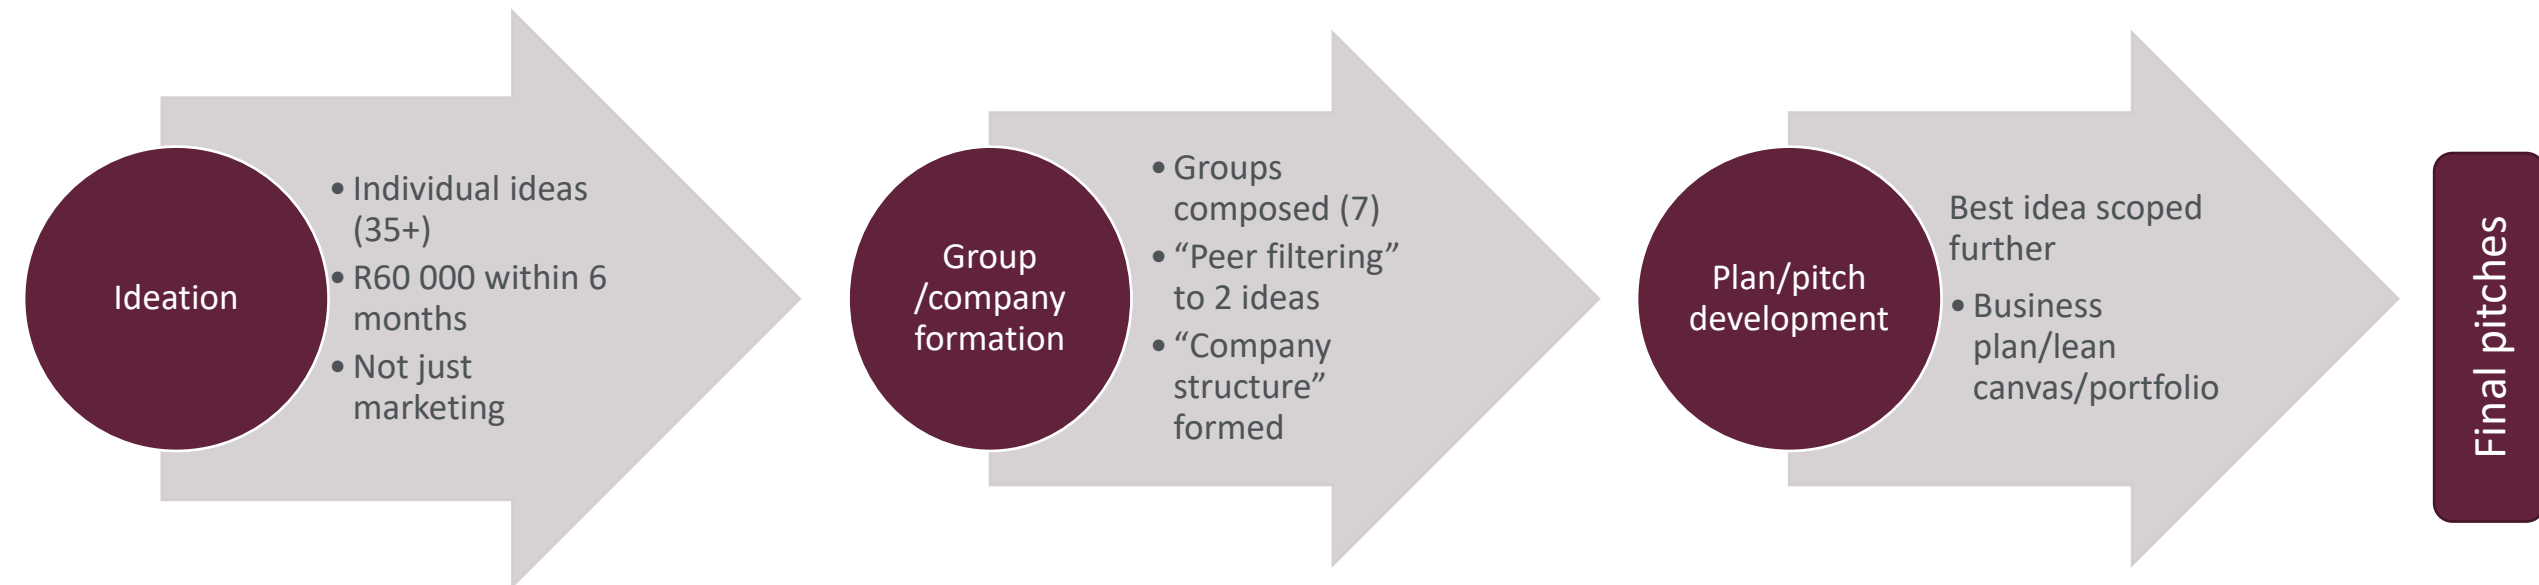 Ideation
• Individual ideas
(35+)
• R60 000 within 6
months
• Not just
marketing
Group
/company
formation
• Groups
composed (7)
• “Peer filtering”
to 2 ideas
• “Company
structure”
formed
Plan/pitch
development
Best idea scoped
further
• Business
plan/lean
canvas/portfolio
Final pitches